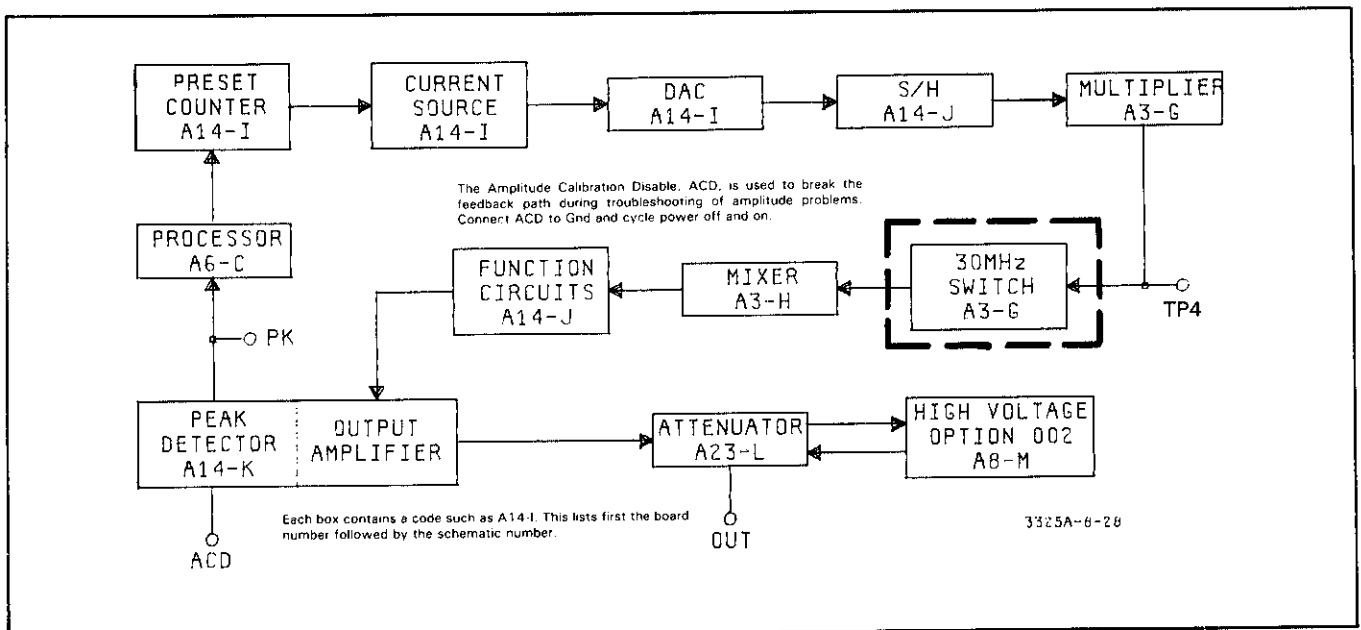 PRESET
COUNTER
A14-I
CURRENT
SOURCE
A14-I
DAC
A14-I
S/H
A14-J
MULTIPLIER
A3-G
The Amplitude Calibration Disable, ACD, is used to break the
feedback path during troubleshooting of amplitude problems.
Connect ACD to Gnd and cycle power off and on.
PROCESSOR
A6-C
FUNCTION
CIRCUITS
A14-J
MIXER
A3-H
30MHz
SWITCH
A3-G
TP4
PK
PEAK
DETECTOR
A14-K
OUTPUT
AMPLIFIER
ATTENUATOR
A23-L
HIGH VOLTAGE
OPTION 002
A8-M
Each box contains a code such as A14-I. This lists first the board
number followed by the schematic number.
ACD
OUT
3325A-8-28